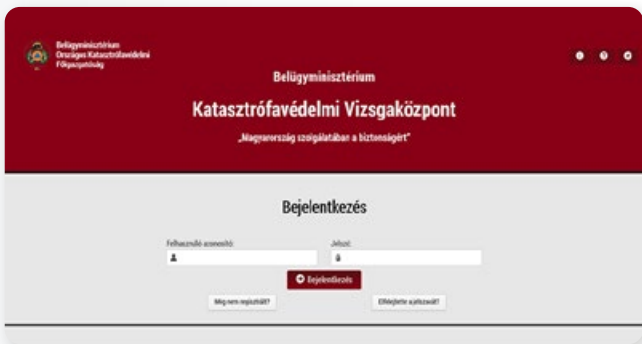 Belügyminisztérium
Országos Katasztrófavédelmi
Főigazgatóság
Belügyminisztérium
Katasztrófavédelmi Vizsgaközpont
„Magyarország szolgálatában a biztonságért"
Bejelentkezés
Felhasználó azonosító:
Jelszó:
Bejelentkezés
Még nem regisztrált?
Elfelejtette a jelszavát?